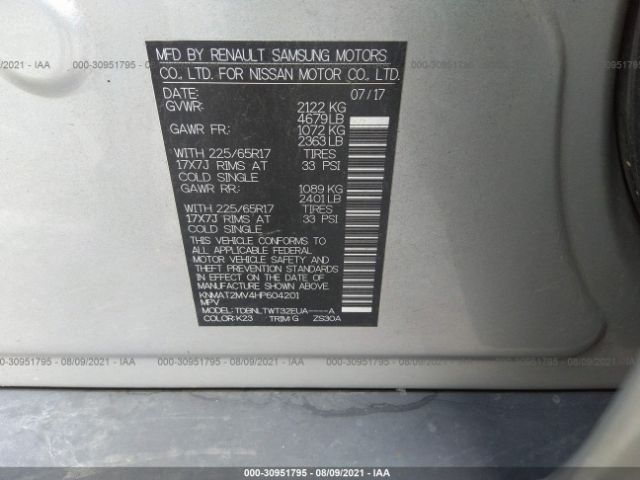 000-30951795 - 08/09/2021 - IAA
MFD BY RENAULT SAMSUNG MOTORS
CO. LTD. FOR NISSAN MOTOR CO. LTD.
DATE: 07/17
GVWR: 2122 KG
4679 LB
GAWR FR: 1072 KG
2363 LB
WITH 225/65R17 TIRES
17X7J RIMS AT 33 PSI
COLD SINGLE
GAWR RR: 1089 KG
2401 LB
WITH 225/65R17 TIRES
17X7J RIMS AT 33 PSI
COLD SINGLE
THIS VEHICLE CONFORMS TO
ALL APPLICABLE FEDERAL
MOTOR VEHICLE SAFETY AND
THEFT PREVENTION STANDARDS
IN EFFECT ON THE DATE OF
MANUFACTURE SHOWN ABOVE.
KNMAT2MV4HP604201
MPV
MODEL: TDBNLTWT32EUA----A
COLOR: K23 TRIM: G ZS30A
000-30951795 - 08/09/2021 - IAA
000-30951795 - 08/09/2021 - IAA
000-30951795 - 08/09/2021 - IAA